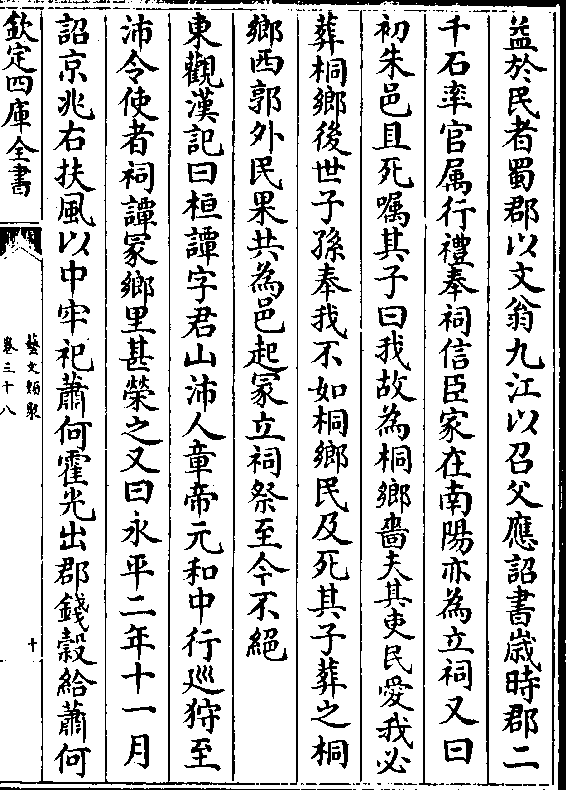 益於民者蜀郡以文翁九江以召父應詔書歳時郡二
千石率官属行禮奉祠信臣冡在南陽亦為立祠又曰
初朱邑且死嘱其子曰我故為桐鄉嗇夫其吏民愛我必
葬桐鄉後世子孫奉我不如桐鄉民及死其子葬之桐
鄉西郭外民果共為邑起冡立祠祭至今不絕
東觀漢記曰桓譚字君山沛人章帝元和中行廵狩至
沛令使者祠譚冡鄉里甚榮之又曰永平二年十一月
詔京兆右扶風以中牢祀蕭何霍光出郡錢榖給蕭何
欽定四庫全書
藝文類聚
卷三十八
十